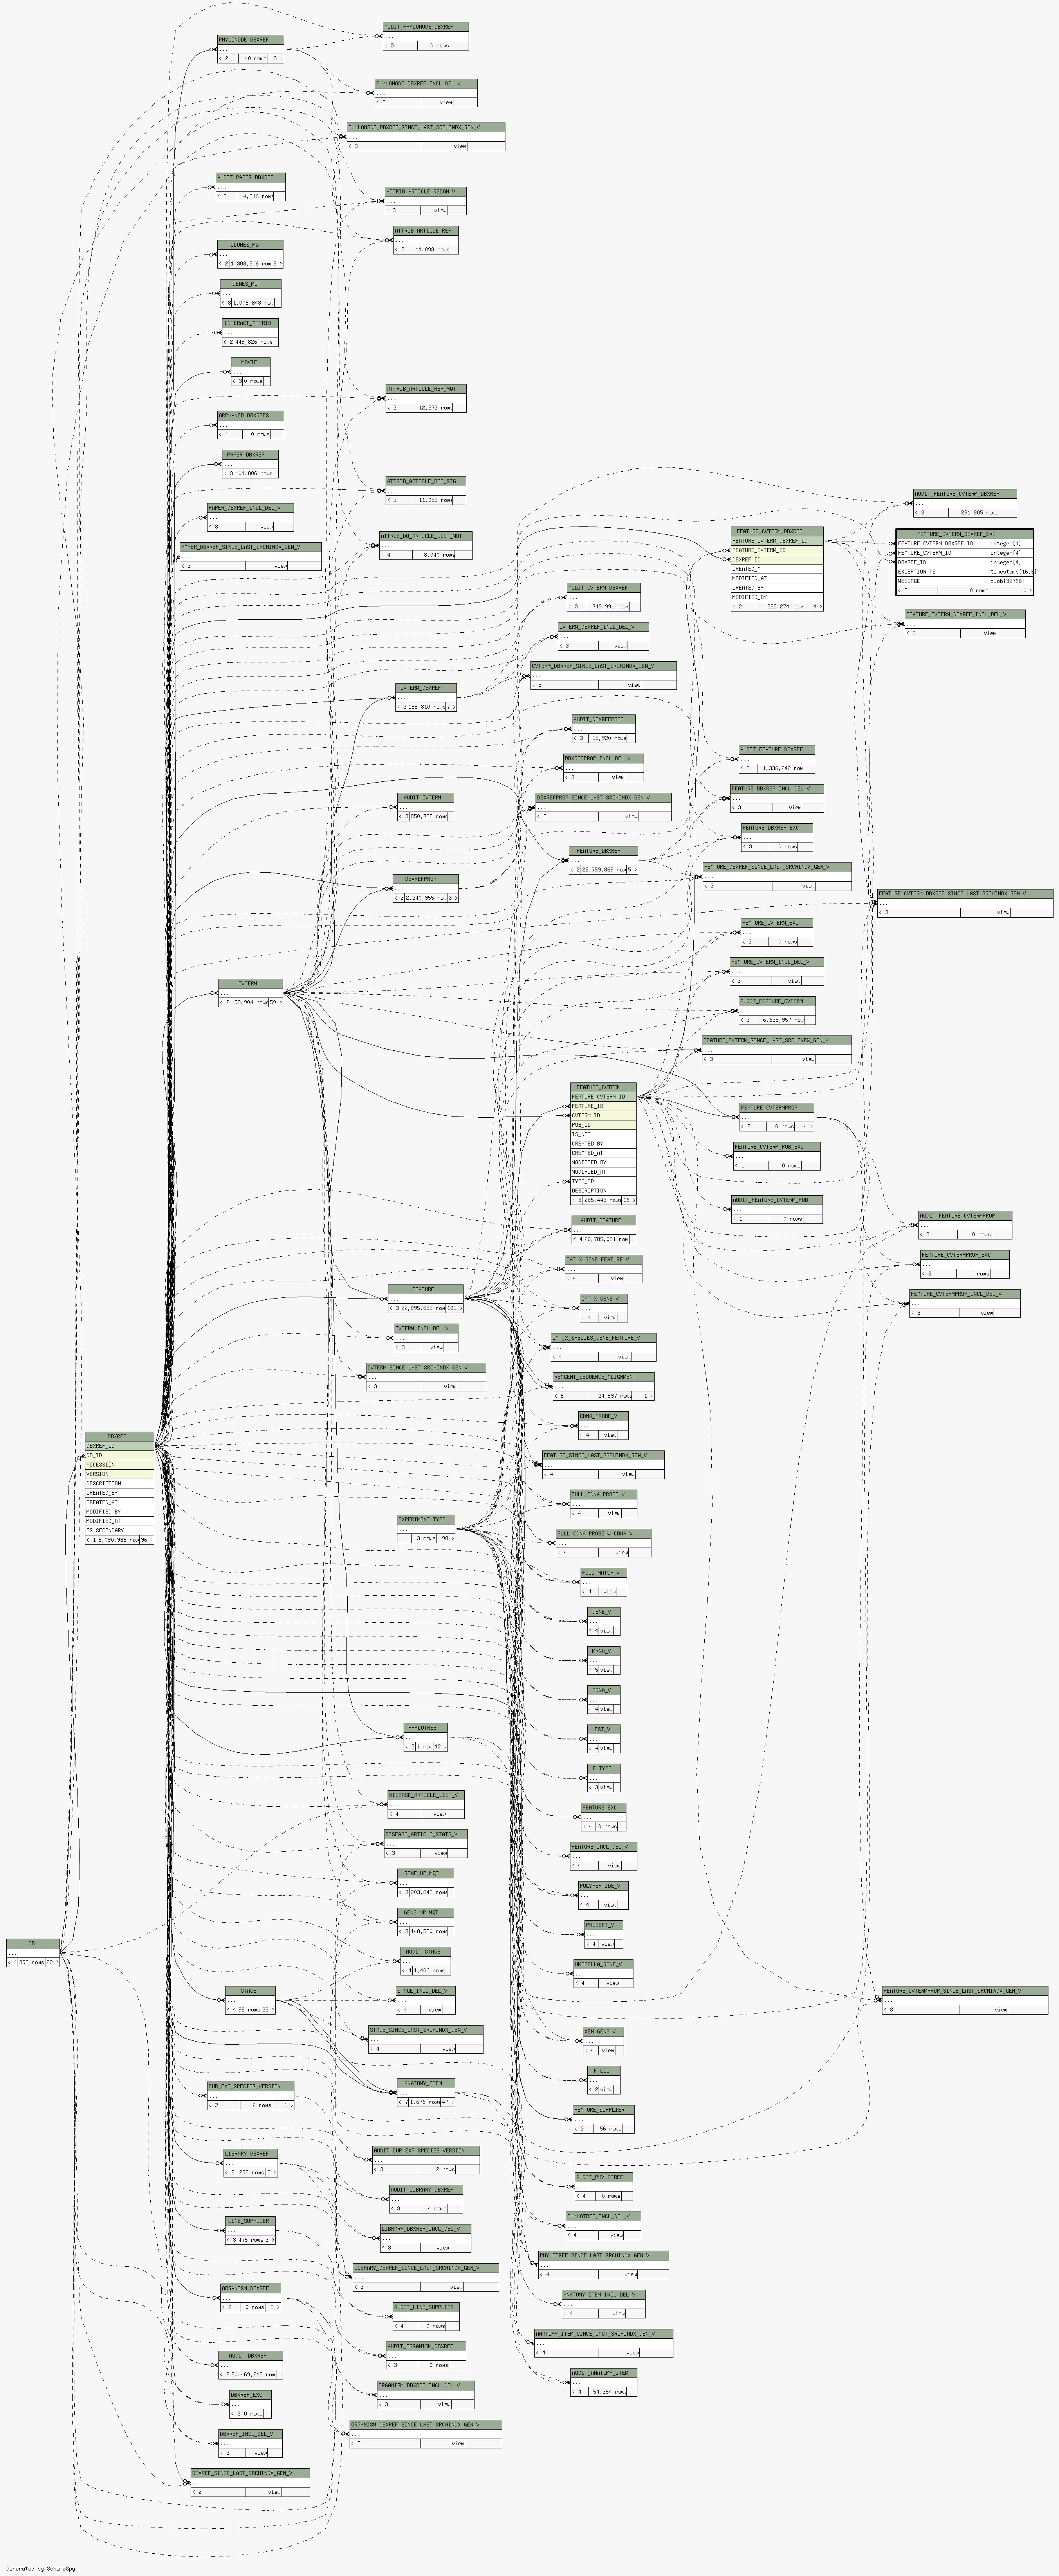 AUDIT_PHYLONODE_DBXREF
...
< 3 0 rows
PHYLONODE_DBXREF
...
< 2 40 rows 3 >
PHYLONODE_DBXREF_INCL_DEL_V
...
< 3 view
PHYLONODE_DBXREF_SINCE_LAST_SRCHINDX_GEN_V
...
< 3 view
AUDIT_PAPER_DBXREF
...
< 3 4,516 rows
ATTRIB_ARTICLE_RECON_V
...
< 3 view
ATTRIB_ARTICLE_REF
...
< 3 11,093 rows
CLONES_MQT
...
< 2 1,308,206 row 2 >
GENES_MQT
...
< 3 1,006,843 row
INTERACT_ATTRIB
...
< 2 449,826 rows
MOVIE
...
< 3 0 rows
ATTRIB_ARTICLE_REF_MQT
...
< 3 12,272 rows
ORPHANED_DBXREFS
...
< 1 0 rows
PAPER_DBXREF
...
< 3 104,806 rows
ATTRIB_ARTICLE_REF_STG
...
< 3 11,093 rows
PAPER_DBXREF_INCL_DEL_V
...
< 3 view
PAPER_DBXREF_SINCE_LAST_SRCHINDX_GEN_V
...
< 3 view
ATTRIB_DO_ARTICLE_LIST_MQT
...
< 4 8,040 rows
FEATURE_CVTERM_DBXREF
FEATURE_CVTERM_DBXREF_ID
FEATURE_CVTERM_ID
DBXREF_ID
CREATED_AT
MODIFIED_AT
CREATED_BY
MODIFIED_BY
< 2 352,274 rows 4 >
AUDIT_FEATURE_CVTERM_DBXREF
...
< 3 291,805 rows
FEATURE_CVTERM_DBXREF_EXC
FEATURE_CVTERM_DBXREF_ID integer[4]
FEATURE_CVTERM_ID integer[4]
DBXREF_ID integer[4]
EXCEPTION_TS timestamp[16,6]
MESSAGE clob[32768]
< 3 0 rows 0 >
FEATURE_CVTERM_DBXREF_INCL_DEL_V
...
< 3 view
AUDIT_CVTERM_DBXREF
...
< 3 749,991 row
CVTERM_DBXREF_INCL_DEL_V
...
< 3 view
CVTERM_DBXREF_SINCE_LAST_SRCHINDX_GEN_V
...
< 3 view
CVTERM_DBXREF
...
< 2 188,310 rows 7 >
AUDIT_DBXREFPROP
...
< 3 19,920 rows
DBXREFPROP_INCL_DEL_V
...
< 3 view
DBXREFPROP_SINCE_LAST_SRCHINDX_GEN_V
...
< 3 view
AUDIT_CVTERM
...
< 3 850,782 row
FEATURE_DBXREF
...
< 2 25,759,869 row 5 >
DBXREFPROP
...
< 2 2,240,955 row 3 >
AUDIT_FEATURE_DBXREF
...
< 3 1,336,242 row
FEATURE_DBXREF_INCL_DEL_V
...
< 3 view
FEATURE_DBXREF_EXC
...
< 3 0 rows
FEATURE_DBXREF_SINCE_LAST_SRCHINDX_GEN_V
...
< 3 view
FEATURE_CVTERM_DBXREF_SINCE_LAST_SRCHINDX_GEN_V
...
< 3 view
FEATURE_CVTERM_EXC
...
< 3 0 rows
FEATURE_CVTERM_INCL_DEL_V
...
< 3 view
AUDIT_FEATURE_CVTERM
...
< 3 6,638,957 row
FEATURE_CVTERM_SINCE_LAST_SRCHINDX_GEN_V
...
< 3 view
CVTERM
...
< 2 193,904 rows 59 >
FEATURE_CVTERM
FEATURE_CVTERM_ID
FEATURE_ID
CVTERM_ID
PUB_ID
IS_NOT
CREATED_BY
CREATED_AT
MODIFIED_BY
MODIFIED_AT
TYPE_ID
DESCRIPTION
< 3 285,443 rows 16 >
FEATURE_CVTERMPROP
...
< 2 0 rows 4 >
FEATURE_CVTERM_PUB_EXC
...
< 1 0 rows
AUDIT_FEATURE_CVTERM_PUB
...
< 1 0 rows
AUDIT_FEATURE_CVTERMPROP
...
< 3 0 rows
FEATURE_CVTERMPROP_EXC
...
< 3 0 rows
FEATURE_CVTERMPROP_INCL_DEL_V
...
< 3 view
AUDIT_FEATURE
...
< 4 20,785,061 row
CHT_X_GENE_FEATURE_V
...
< 4 view
CHT_X_GENE_V
...
< 4 view
FEATURE
...
< 3 22,095,693 row 101 >
CVTERM_INCL_DEL_V
...
< 3 view
CVTERM_SINCE_LAST_SRCHINDX_GEN_V
...
< 3 view
CHT_X_SPECIES_GENE_FEATURE_V
...
< 4 view
REAGENT_SEQUENCE_ALIGNMENT
...
< 6 24,597 rows 1 >
CDNA_PROBE_V
...
< 4 view
DBXREF
DBXREF_ID
DB_ID
ACCESSION
VERSION
DESCRIPTION
CREATED_BY
CREATED_AT
MODIFIED_BY
MODIFIED_AT
IS_SECONDARY
< 1 6,090,986 row 96 >
FEATURE_SINCE_LAST_SRCHINDX_GEN_V
...
< 4 view
FULL_CDNA_PROBE_V
...
< 4 view
EXPERIMENT_TYPE
...
3 rows 98 >
FULL_CDNA_PROBE_W_CDNA_V
...
< 4 view
FULL_MATCH_V
...
< 4 view
GENE_V
...
< 4 view
MRNA_V
...
< 5 view
CDNA_V
...
< 4 view
EST_V
...
< 4 view
PHYLOTREE
...
< 3 1 row 12 >
F_TYPE
...
< 3 view
DISEASE_ARTICLE_LIST_V
...
< 4 view
FEATURE_EXC
...
< 4 0 rows
DISEASE_ARTICLE_STATS_V
...
< 3 view
FEATURE_INCL_DEL_V
...
< 4 view
GENE_HP_MQT
...
< 3 203,645 rows
POLYPEPTIDE_V
...
< 4 view
GENE_MP_MQT
...
< 3 148,580 rows
PROBEFT_V
...
< 4 view
DB
...
< 1 395 rows 22 >
AUDIT_STAGE
...
< 4 1,406 rows
UMBRELLA_GENE_V
...
< 4 view
STAGE
...
< 4 98 rows 22 >
STAGE_INCL_DEL_V
...
< 4 view
FEATURE_CVTERMPROP_SINCE_LAST_SRCHINDX_GEN_V
...
< 3 view
STAGE_SINCE_LAST_SRCHINDX_GEN_V
...
< 4 view
XEN_GENE_V
...
< 4 view
F_LOC
...
< 2 view
CUR_EXP_SPECIES_VERSION
...
< 2 2 rows 1 >
ANATOMY_ITEM
...
< 7 1,676 rows 47 >
FEATURE_SUPPLIER
...
< 3 56 rows
LIBRARY_DBXREF
...
< 2 295 rows 3 >
AUDIT_CUR_EXP_SPECIES_VERSION
...
< 3 2 rows
AUDIT_PHYLOTREE
...
< 4 0 rows
AUDIT_LIBRARY_DBXREF
...
< 3 4 rows
LINE_SUPPLIER
...
< 3 475 rows 3 >
PHYLOTREE_INCL_DEL_V
...
< 4 view
LIBRARY_DBXREF_INCL_DEL_V
...
< 3 view
PHYLOTREE_SINCE_LAST_SRCHINDX_GEN_V
...
< 4 view
LIBRARY_DBXREF_SINCE_LAST_SRCHINDX_GEN_V
...
< 3 view
ORGANISM_DBXREF
...
< 2 0 rows 3 >
ANATOMY_ITEM_INCL_DEL_V
...
< 4 view
AUDIT_LINE_SUPPLIER
...
< 4 0 rows
ANATOMY_ITEM_SINCE_LAST_SRCHINDX_GEN_V
...
< 4 view
AUDIT_ORGANISM_DBXREF
...
< 3 0 rows
AUDIT_DBXREF
...
< 2 20,469,212 row
AUDIT_ANATOMY_ITEM
...
< 4 54,354 rows
ORGANISM_DBXREF_INCL_DEL_V
...
< 3 view
DBXREF_EXC
...
< 2 0 rows
ORGANISM_DBXREF_SINCE_LAST_SRCHINDX_GEN_V
...
< 3 view
DBXREF_INCL_DEL_V
...
< 2 view
DBXREF_SINCE_LAST_SRCHINDX_GEN_V
...
< 2 view
Generated by SchemaSpy